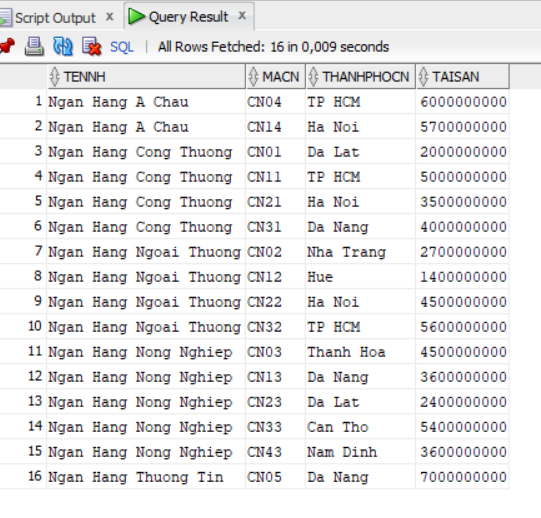 Script Output x Query Result x
SQL | All Rows Fetched: 16 in 0,009 seconds
TENNH MACN THANHPHOCN TAISAN
1 Ngan Hang A Chau CN04 TP HCM 6000000000
2 Ngan Hang A Chau CN14 Ha Noi 5700000000
3 Ngan Hang Cong Thuong CN01 Da Lat 2000000000
4 Ngan Hang Cong Thuong CN11 TP HCM 5000000000
5 Ngan Hang Cong Thuong CN21 Ha Noi 3500000000
6 Ngan Hang Cong Thuong CN31 Da Nang 4000000000
7 Ngan Hang Ngoai Thuong CN02 Nha Trang 2700000000
8 Ngan Hang Ngoai Thuong CN12 Hue 1400000000
9 Ngan Hang Ngoai Thuong CN22 Ha Noi 4500000000
10 Ngan Hang Ngoai Thuong CN32 TP HCM 5600000000
11 Ngan Hang Nong Nghiep CN03 Thanh Hoa 4500000000
12 Ngan Hang Nong Nghiep CN13 Da Nang 3600000000
13 Ngan Hang Nong Nghiep CN23 Da Lat 2400000000
14 Ngan Hang Nong Nghiep CN33 Can Tho 5400000000
15 Ngan Hang Nong Nghiep CN43 Nam Dinh 3600000000
16 Ngan Hang Thuong Tin CN05 Da Nang 7000000000